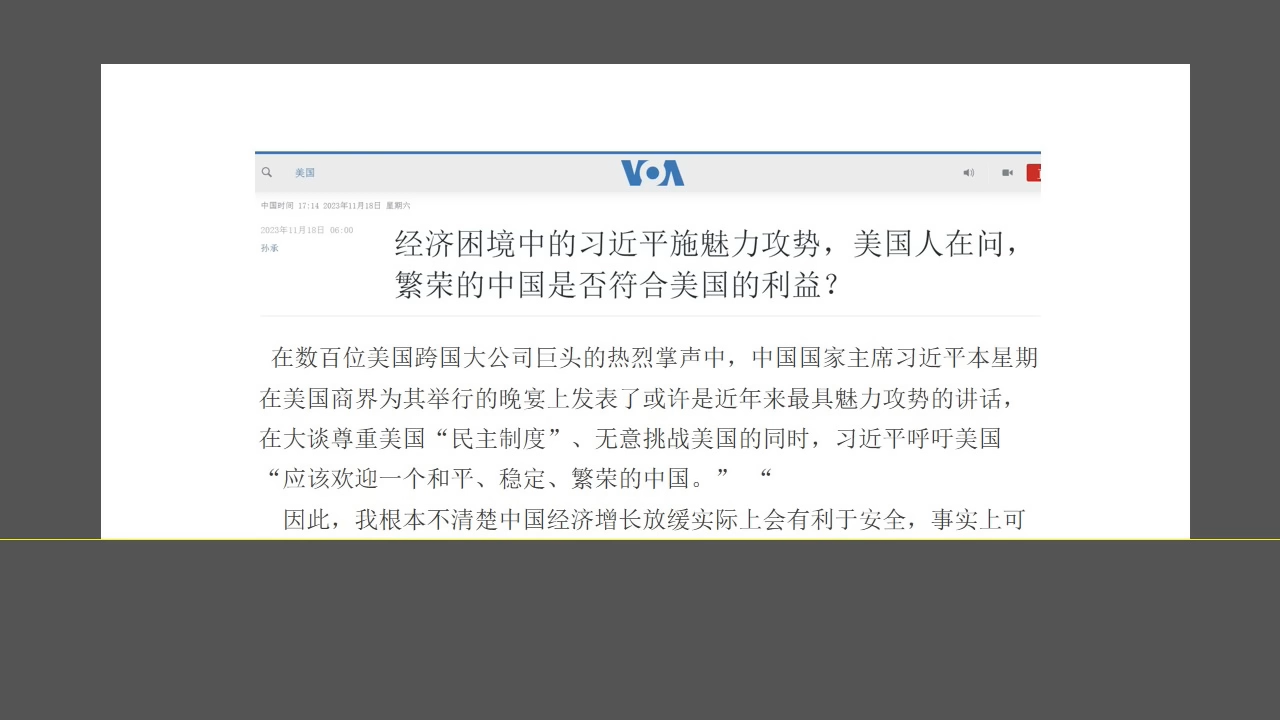 美国
VOA
中国时间 17:14 2023年11月18日 星期六
2023年11月18日 06:00
孙承
经济困境中的习近平施魅力攻势，美国人在问，
繁荣的中国是否符合美国的利益？
在数百位美国跨国大公司巨头的热烈掌声中，中国国家主席习近平本星期
在美国商界为其举行的晚宴上发表了或许是近年来最具魅力攻势的讲话，
在大谈尊重美国“民主制度”、无意挑战美国的同时，习近平呼吁美国
“应该欢迎一个和平、稳定、繁荣的中国。” “
因此，我根本不清楚中国经济增长放缓实际上会有利于安全，事实上可